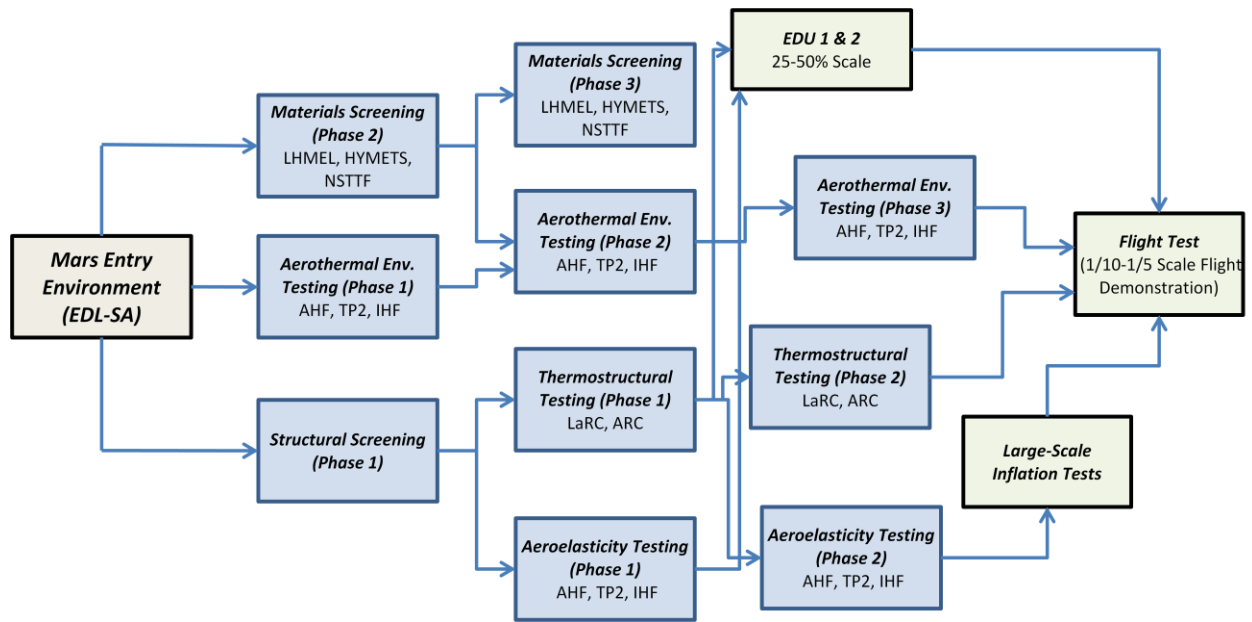 Mars Entry
Environment
(EDL-SA)
Materials Screening
(Phase 2)
LHMEL, HYMETS,
NSTTF
Aerothermal Env.
Testing (Phase 1)
AHF, TP2, IHF
Structural Screening
(Phase 1)
Materials Screening
(Phase 3)
LHMEL, HYMETS,
NSTTF
Aerothermal Env.
Testing (Phase 2)
AHF, TP2, IHF
Thermostructural
Testing (Phase 1)
LaRC, ARC
Aeroelasticity Testing
(Phase 1)
AHF, TP2, IHF
EDU 1 & 2
25-50% Scale
Aerothermal Env.
Testing (Phase 3)
AHF, TP2, IHF
Thermostructural
Testing (Phase 2)
LaRC, ARC
Aeroelasticity Testing
(Phase 2)
AHF, TP2, IHF
Flight Test
(1/10-1/5 Scale Flight
Demonstration)
Large-Scale
Inflation Tests